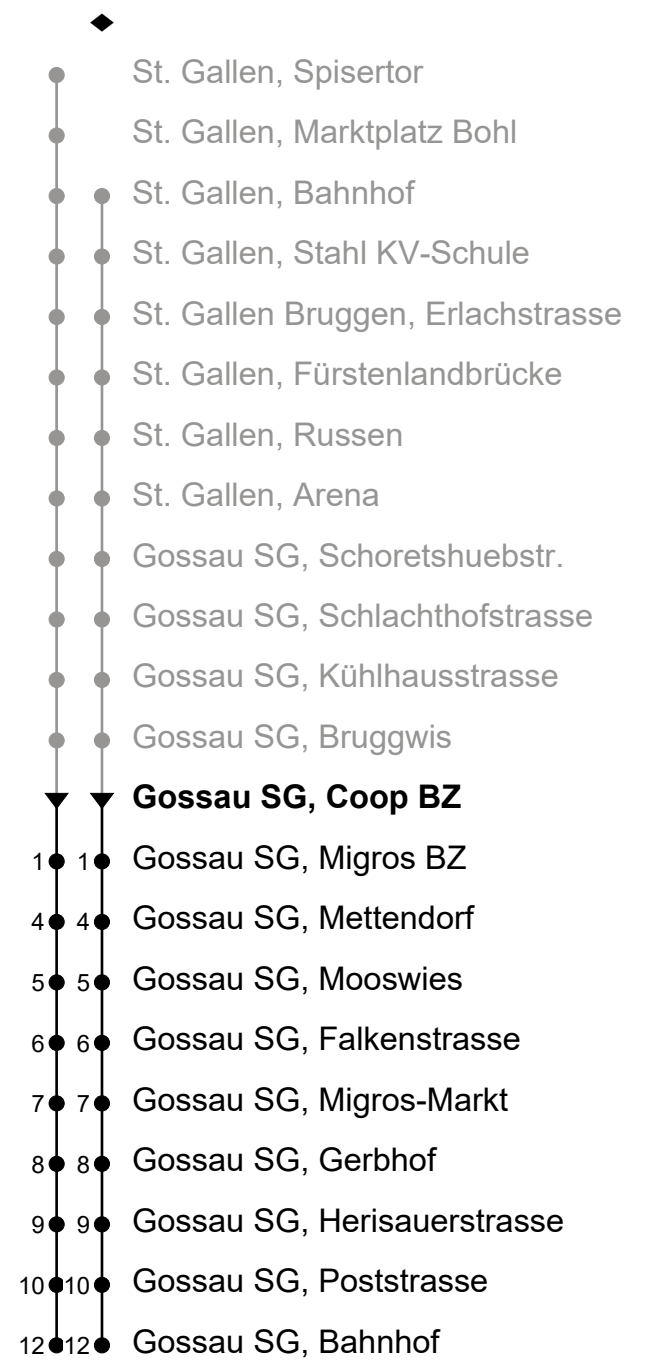 St. Gallen, Spisertor
St. Gallen, Marktplatz Bohl
St. Gallen, Bahnhof
St. Gallen, Stahl KV-Schule
St. Gallen Bruggen, Erlachstrasse
St. Gallen, Fürstenlandbrücke
St. Gallen, Russen
St. Gallen, Arena
Gossau SG, Schoretshuebstr.
Gossau SG, Schlachthofstrasse
Gossau SG, Kühlhausstrasse
Gossau SG, Bruggwis
Gossau SG, Coop BZ
1 1 Gossau SG, Migros BZ
4 4 Gossau SG, Mettendorf
5 5 Gossau SG, Mooswies
6 6 Gossau SG, Falkenstrasse
7 7 Gossau SG, Migros-Markt
8 8 Gossau SG, Gerbhof
9 9 Gossau SG, Herisauerstrasse
10 10 Gossau SG, Poststrasse
12 12 Gossau SG, Bahnhof